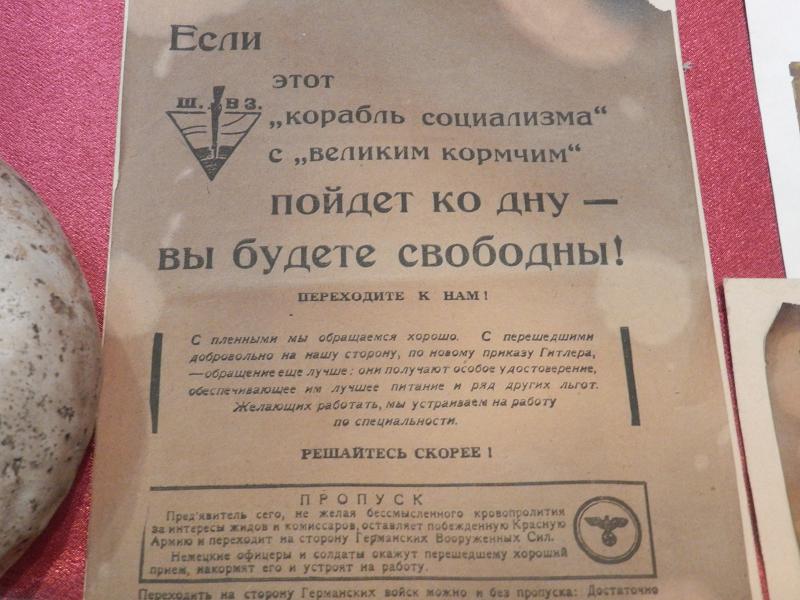 Если
этот
Ш. В З.
„корабль социализма“
с „великим кормчим“
пойдет ко дну —
вы будете свободны!
ПЕРЕХОДИТЕ К НАМ!
С пленными мы обращаемся хорошо. С перешедшими
добровольно на нашу сторону, по новому приказу Гитлера,
—обращение еще лучше: они получают особое удостоверение,
обеспечивающее им лучшее питание и ряд других льгот.
Желающих работать, мы устраиваем на работу
по специальности.
РЕШАЙТЕСЬ СКОРЕЕ!
ПРОПУСК
Пред'явитель сего, не желая бессмысленного кровопролития
за интересы жидов и комиссаров, оставляет побежденную Красную
Армию и переходит на сторону Германских Вооруженных Сил.
Немецкие офицеры и солдаты окажут перешедшему хороший
прием, накормят его и устроят на работу.
Переходить на сторону Германских войск можно и без пропуска: Достаточно